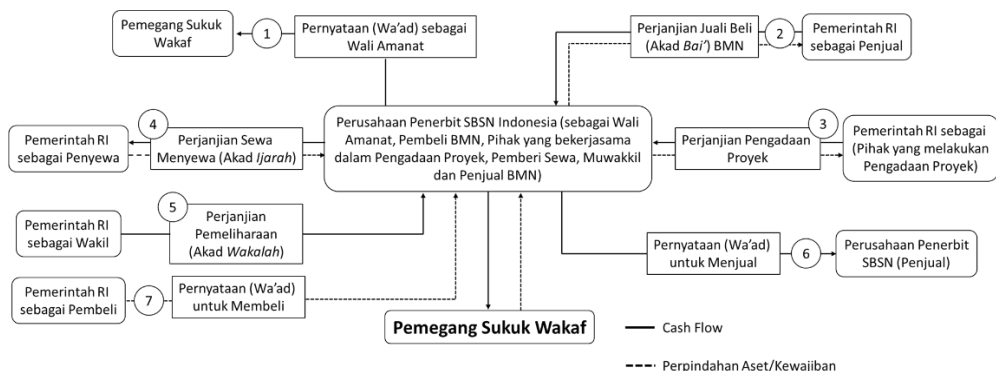 Pemegang Sukuk
Wakaf
1
Pernyataan (Wa'ad) sebagai
Wali Amanat
Perjanjian Juali Beli
(Akad Bai') BMN
2
Pemerintah RI
sebagai Penjual
Pemerintah RI
sebagai Penyewa
4
Perjanjian Sewa
Menyewa (Akad Ijarah)
Perusahaan Penerbit SBSN Indonesia (sebagai Wali
Amanat, Pembeli BMN, Pihak yang bekerjasama
dalam Pengadaan Proyek, Pemberi Sewa, Muwakkil
dan Penjual BMN)
Perjanjian Pengadaan
Proyek
3
Pemerintah RI sebagai
(Pihak yang melakukan
Pengadaan Proyek)
Pemerintah RI
sebagai Wakil
5
Perjanjian
Pemeliharaan
(Akad Wakalah)
Pernyataan (Wa'ad)
untuk Menjual
6
Perusahaan Penerbit
SBSN (Penjual)
Pemerintah RI
sebagai Pembeli
7
Pernyataan (Wa'ad)
untuk Membeli
Pemegang Sukuk Wakaf
Cash Flow
Perpindahan Aset/Kewajiban